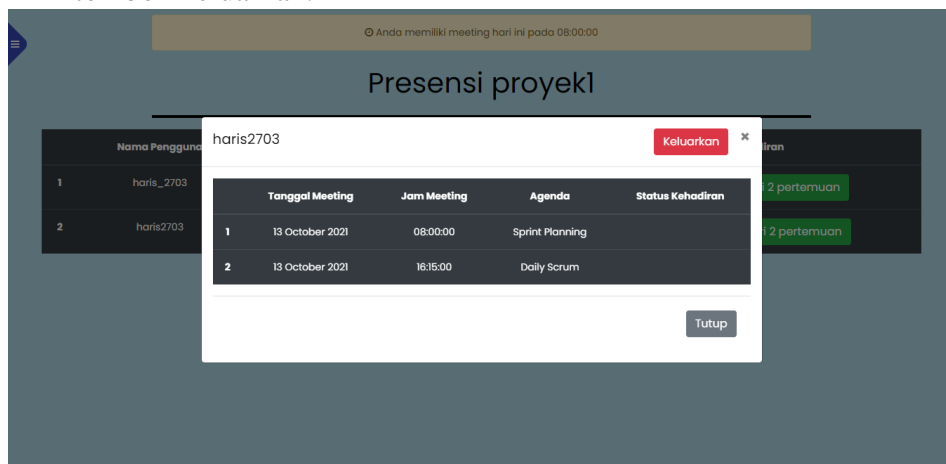 Anda memiliki meeting hari ini pada 08:00:00
Presensi proyek1
haris2703 Keluarkan ×
Tanggal Meeting Jam Meeting Agenda Status Kehadiran
1 13 October 2021 08:00:00 Sprint Planning
2 13 October 2021 16:15:00 Daily Scrum
Tutup
Nama Pengguna
1 haris_2703 2 pertemuan
2 haris2703 2 pertemuan